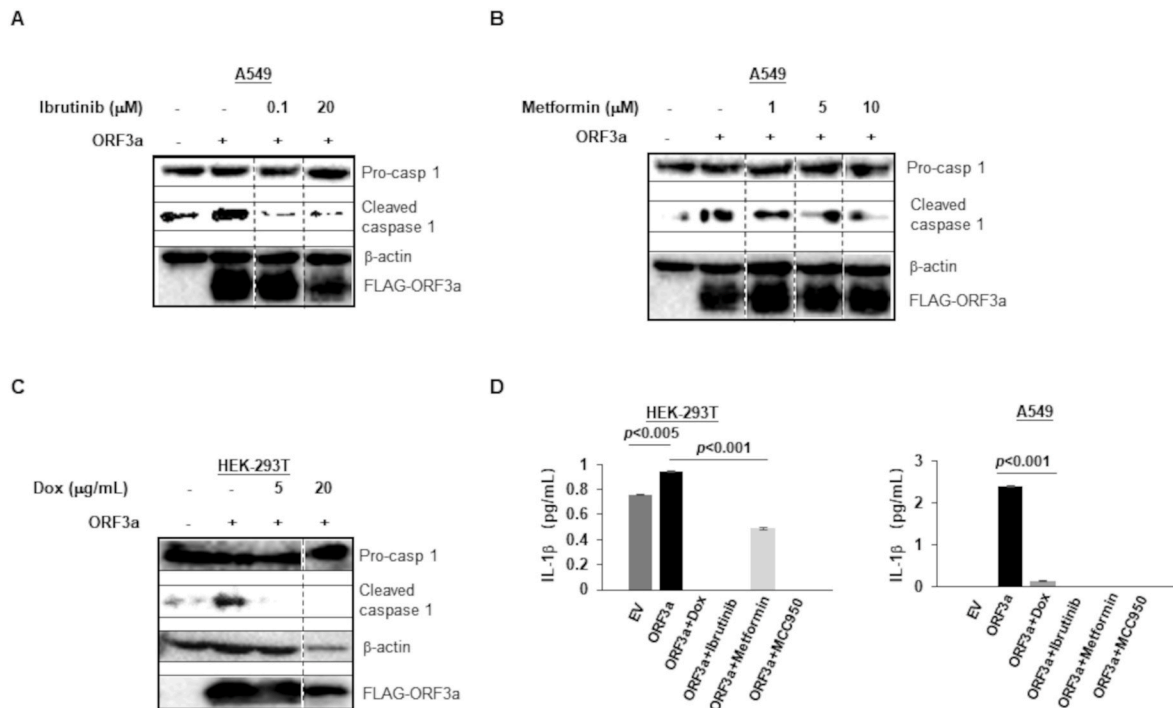 A
A549
Ibrutinib (μM) - - 0.1 20
ORF3a - + + +
Pro-casp 1
Cleaved
caspase 1
β-actin
FLAG-ORF3a
B
A549
Metformin (μM) - - 1 5 10
ORF3a - + + + +
Pro-casp 1
Cleaved
caspase 1
β-actin
FLAG-ORF3a
C
HEK-293T
Dox (μg/mL) - - 5 20
ORF3a - + + +
Pro-casp 1
Cleaved
caspase 1
β-actin
FLAG-ORF3a
D
HEK-293T
p<0.005
p<0.001
IL-1β (pg/mL)
1
0.8
0.6
0.4
0.2
0
EV
ORF3a
ORF3a+Dox
ORF3a+Ibrutinib
ORF3a+Metformin
ORF3a+MCC950
A549
p<0.001
IL-1β (pg/mL)
3
2
1
0
EV
ORF3a
ORF3a+Dox
ORF3a+Ibrutinib
ORF3a+Metformin
ORF3a+MCC950